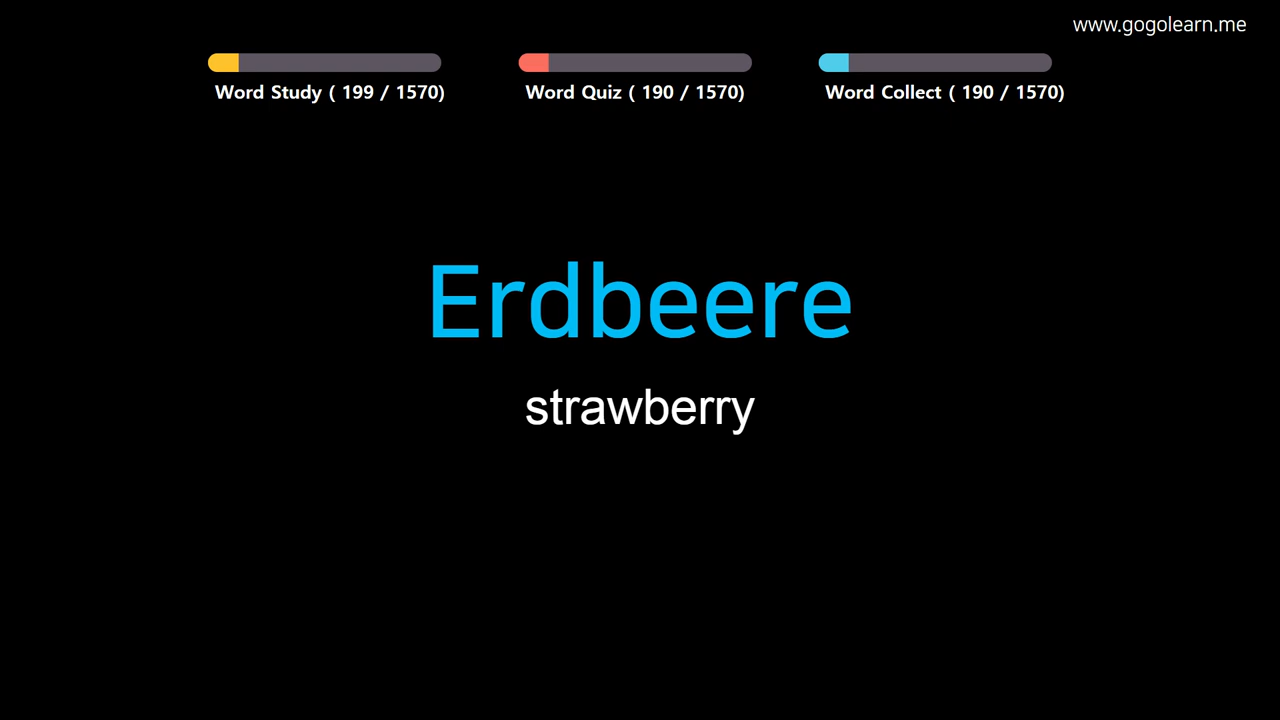 www.gogolearn.me
Word Study ( 199 / 1570)
Word Quiz ( 190 / 1570)
Word Collect ( 190 / 1570)
Erdbeere
strawberry